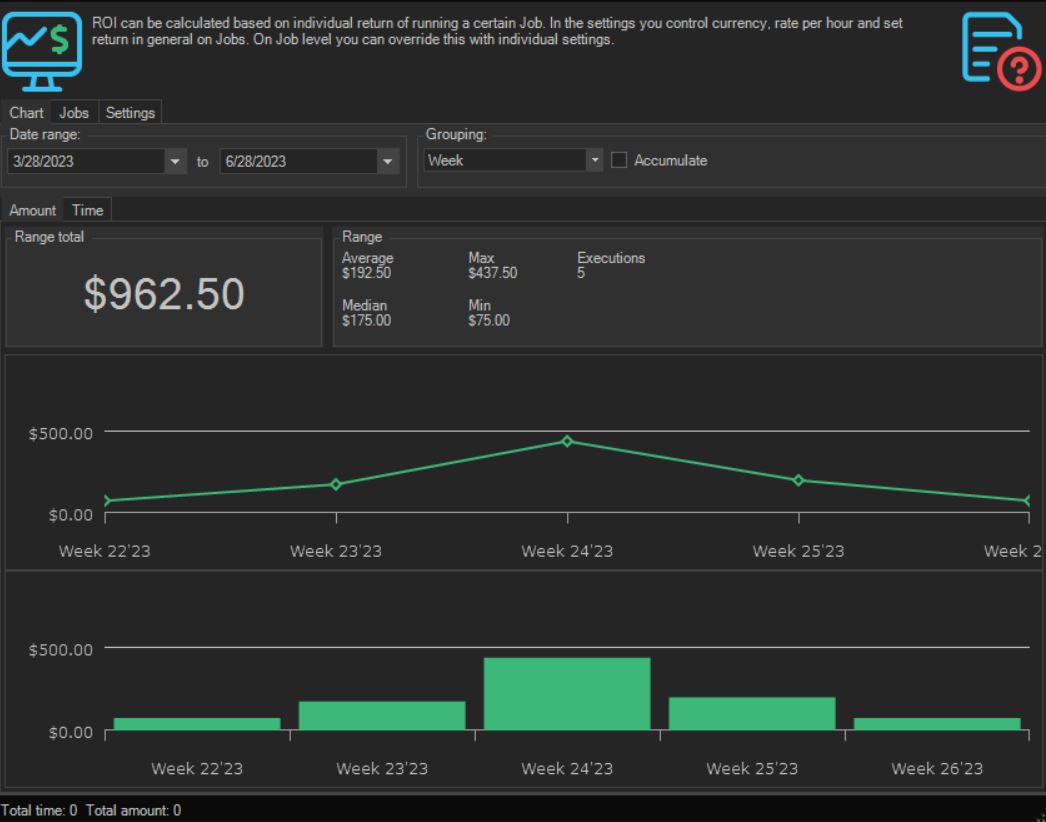 ROI can be calculated based on individual return of running a certain Job. In the settings you control currency, rate per hour and set
return in general on Jobs. On Job level you can override this with individual settings.
$
?
Chart Jobs Settings
Date range:
3/28/2023 to 6/28/2023
Grouping:
Week Accumulate
Amount Time
Range total
$962.50
Range
Average Max Executions
$192.50 $437.50 5
Median Min
$175.00 $75.00
$500.00
$0.00
Week 22'23 Week 23'23 Week 24'23 Week 25'23 Week 2
$500.00
$0.00
Week 22'23 Week 23'23 Week 24'23 Week 25'23 Week 26'23
Total time: 0 Total amount: 0